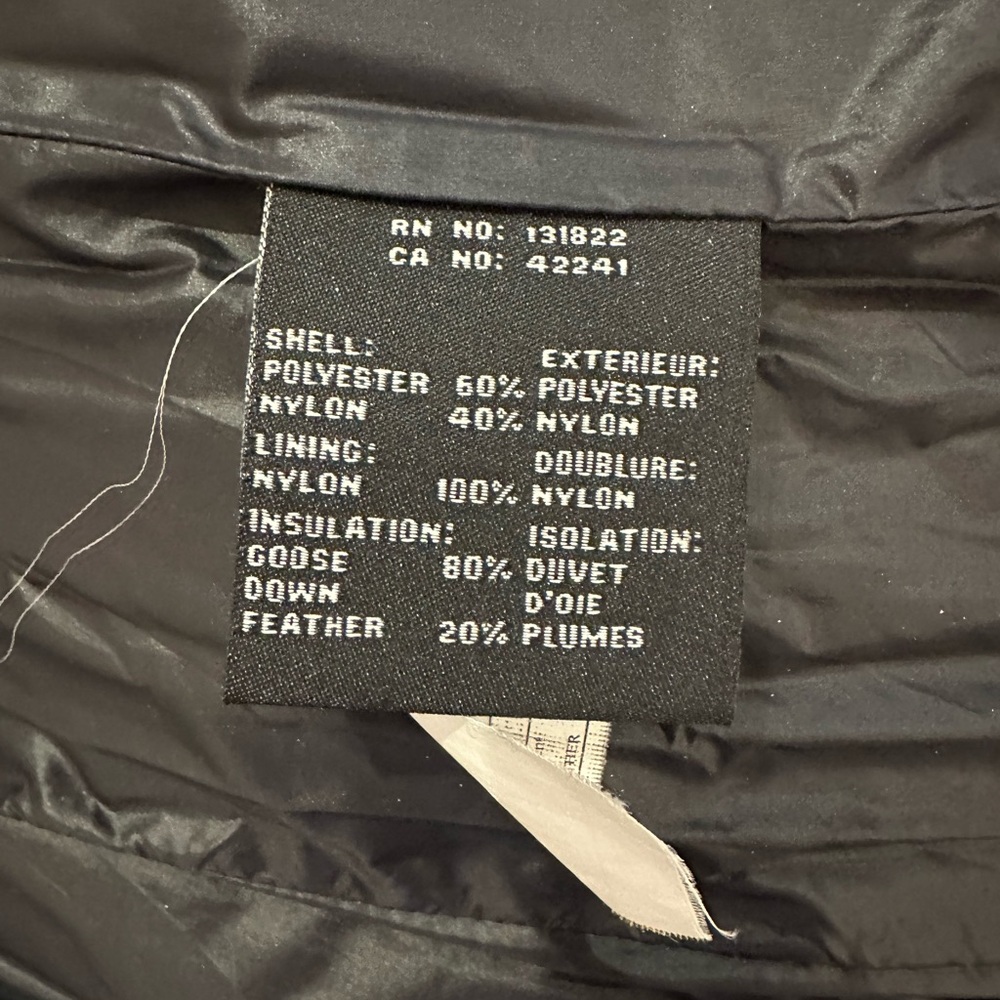 RN NO: 131822
CA NO: 42241
SHELL: EXTERIEUR:
POLYESTER 60% POLYESTER
NYLON 40% NYLON
LINING: DOUBLURE:
NYLON 100% NYLON
INSULATION: ISOLATION:
GOOSE 80% DUVET
DOWN D'OIE
FEATHER 20% PLUMES